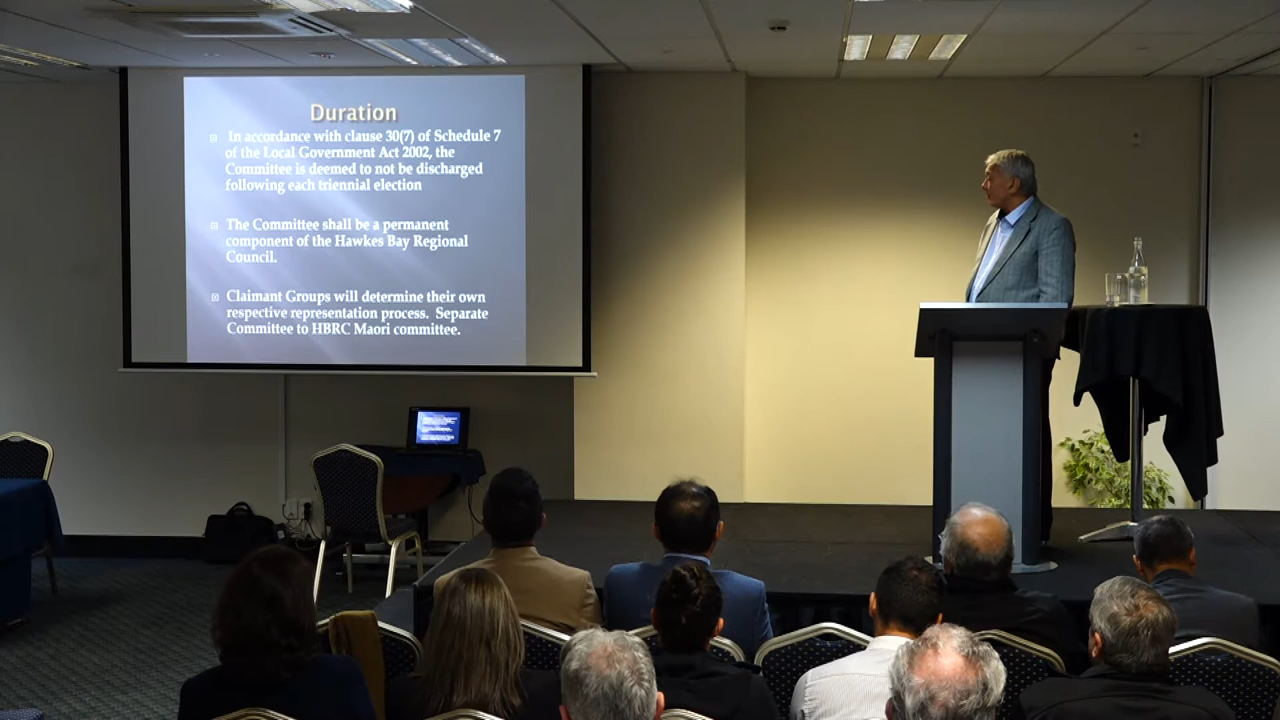 Duration
In accordance with clause 30(7) of Schedule 7
of the Local Government Act 2002, the
Committee is deemed to not be discharged
following each triennial election
The Committee shall be a permanent
component of the Hawkes Bay Regional
Council.
Claimant Groups will determine their own
respective representation process. Separate
Committee to HBRC Maori committee.